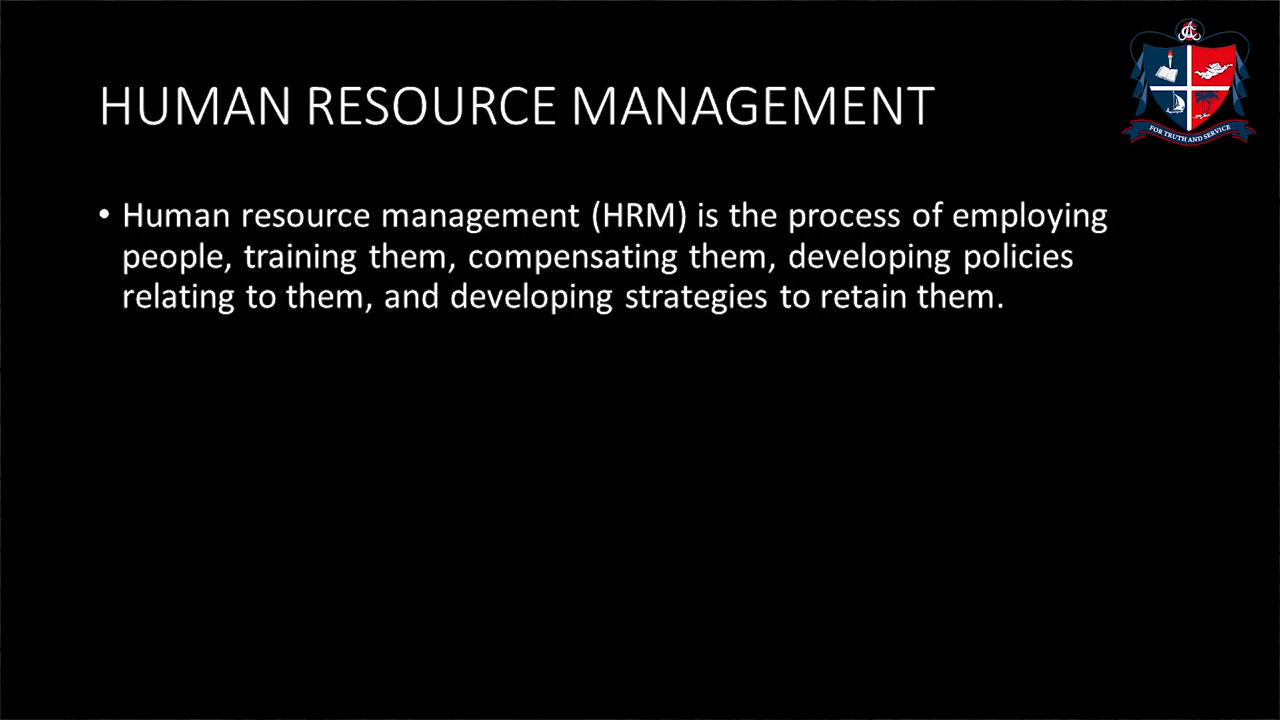 HUMAN RESOURCE MANAGEMENT
FOR TRUTH AND SERVICE
• Human resource management (HRM) is the process of employing
people, training them, compensating them, developing policies
relating to them, and developing strategies to retain them.